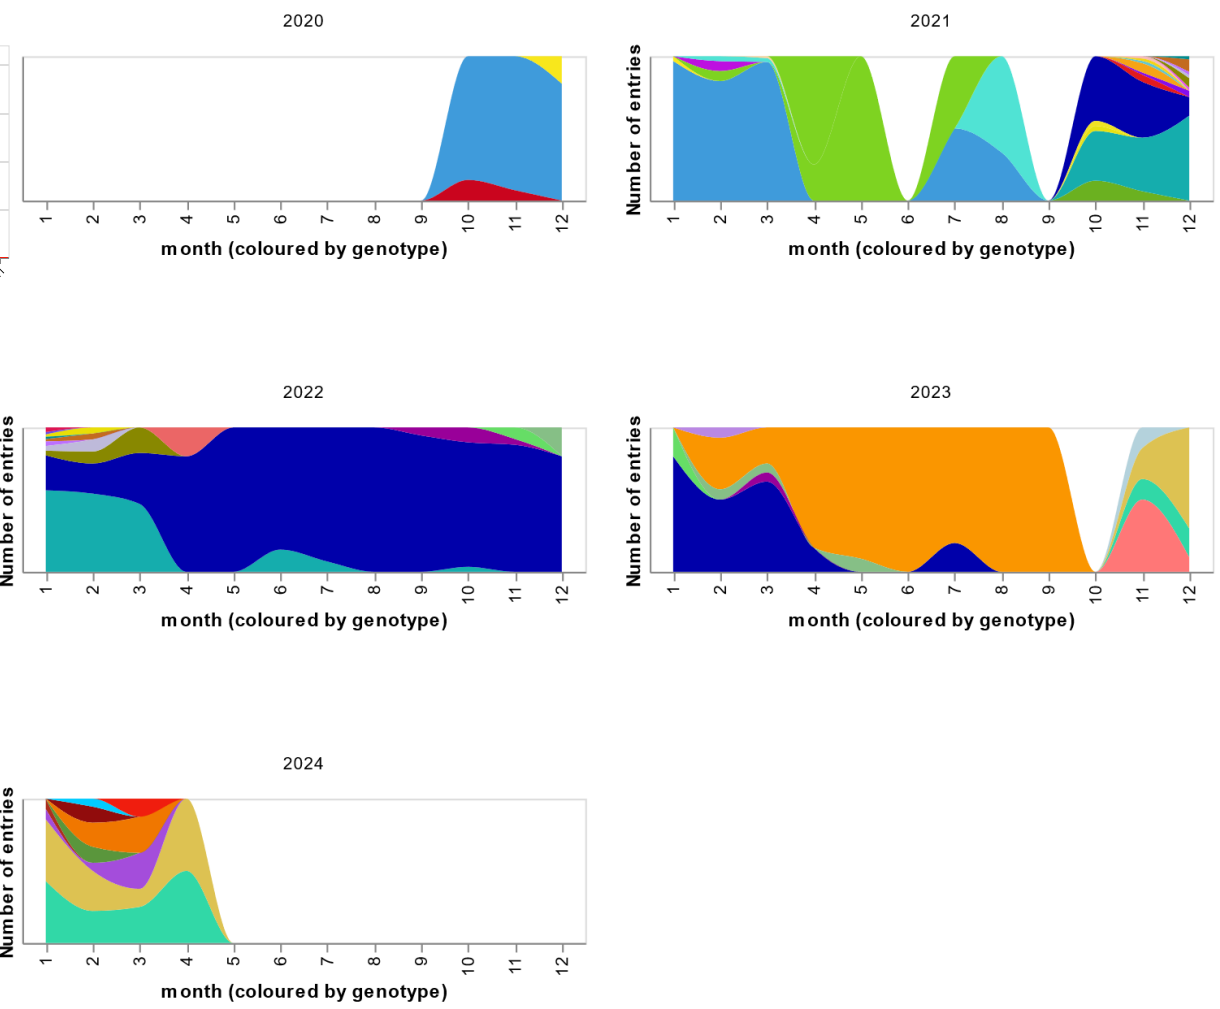 2020
1 2 3 4 5 6 7 8 9 10 11 12
month (coloured by genotype)
2021
Number of entries
1 2 3 4 5 6 7 8 9 10 11 12
month (coloured by genotype)
2022
Number of entries
1 2 3 4 5 6 7 8 9 10 11 12
month (coloured by genotype)
2023
Number of entries
1 2 3 4 5 6 7 8 9 10 11 12
month (coloured by genotype)
2024
Number of entries
1 2 3 4 5 6 7 8 9 10 11 12
month (coloured by genotype)